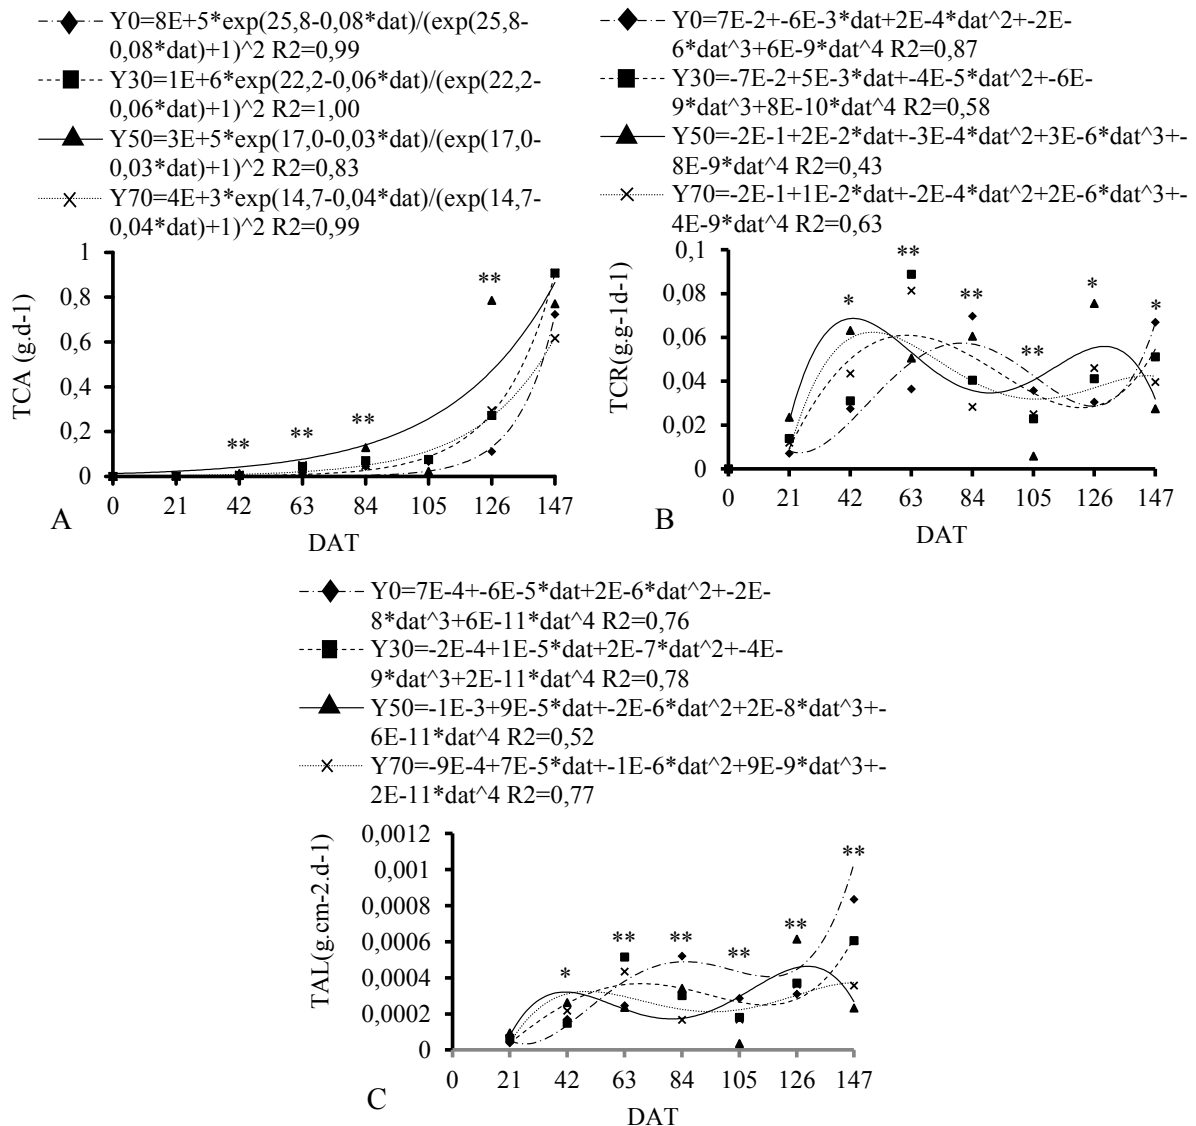 Y0=8E+5*exp(25,8-0,08*dat)/(exp(25,8-
0,08*dat)+1)^2 R2=0,99
Y30=1E+6*exp(22,2-0,06*dat)/(exp(22,2-
0,06*dat)+1)^2 R2=1,00
Y50=3E+5*exp(17,0-0,03*dat)/(exp(17,0-
0,03*dat)+1)^2 R2=0,83
Y70=4E+3*exp(14,7-0,04*dat)/(exp(14,7-
0,04*dat)+1)^2 R2=0,99
TCA (g.d-1)
1
0,8
0,6
0,4
0,2
0
** ** ** **
0 21 42 63 84 105 126 147
DAT
A
Y0=7E-2+-6E-3*dat+2E-4*dat^2+-2E-
6*dat^3+6E-9*dat^4 R2=0,87
Y30=-7E-2+5E-3*dat+-4E-5*dat^2+-6E-
9*dat^3+8E-10*dat^4 R2=0,58
Y50=-2E-1+2E-2*dat+-3E-4*dat^2+3E-6*dat^3+-
8E-9*dat^4 R2=0,43
Y70=-2E-1+1E-2*dat+-2E-4*dat^2+2E-6*dat^3+-
4E-9*dat^4 R2=0,63
TCR(g.g-1d-1)
0,1
0,08
0,06
0,04
0,02
0
* ** ** ** * *
0 21 42 63 84 105 126 147
DAT
B
Y0=7E-4+-6E-5*dat+2E-6*dat^2+-2E-
8*dat^3+6E-11*dat^4 R2=0,76
Y30=-2E-4+1E-5*dat+2E-7*dat^2+-4E-
9*dat^3+2E-11*dat^4 R2=0,78
Y50=-1E-3+9E-5*dat+-2E-6*dat^2+2E-8*dat^3+-
6E-11*dat^4 R2=0,52
Y70=-9E-4+7E-5*dat+-1E-6*dat^2+9E-9*dat^3+-
2E-11*dat^4 R2=0,77
TAL(g.cm-2.d-1)
0,0012
0,001
0,0008
0,0006
0,0004
0,0002
0
* ** ** ** ** **
0 21 42 63 84 105 126 147
DAT
C